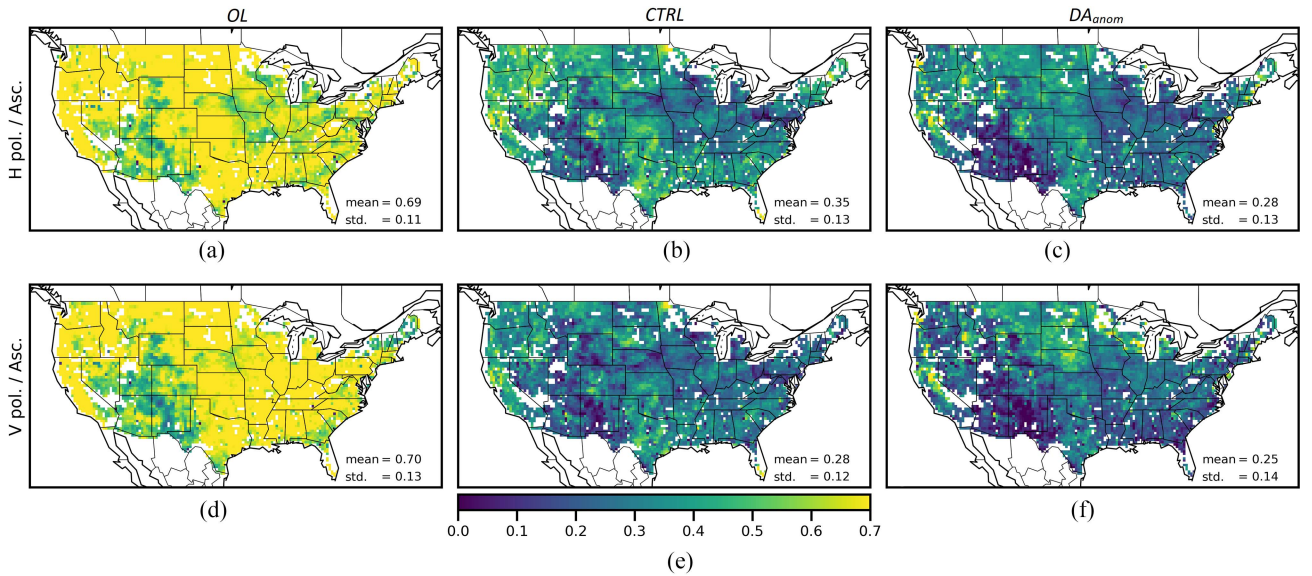 OL
CTRL
DAanom
H pol. / Asc.
mean = 0.69
std. = 0.11
mean = 0.35
std. = 0.13
mean = 0.28
std. = 0.13
(a)
(b)
(c)
V pol. / Asc.
mean = 0.70
std. = 0.13
mean = 0.28
std. = 0.12
mean = 0.25
std. = 0.14
(d)
(f)
0.0 0.1 0.2 0.3 0.4 0.5 0.6 0.7
(e)